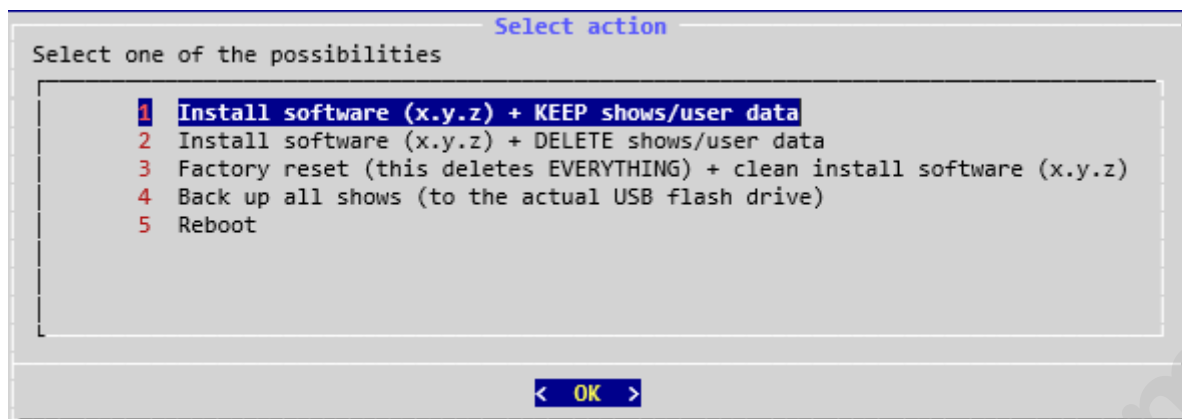 Select action
Select one of the possibilities
1 Install software (x.y.z) + KEEP shows/user data
2 Install software (x.y.z) + DELETE shows/user data
3 Factory reset (this deletes EVERYTHING) + clean install software (x.y.z)
4 Back up all shows (to the actual USB flash drive)
5 Reboot
< OK >